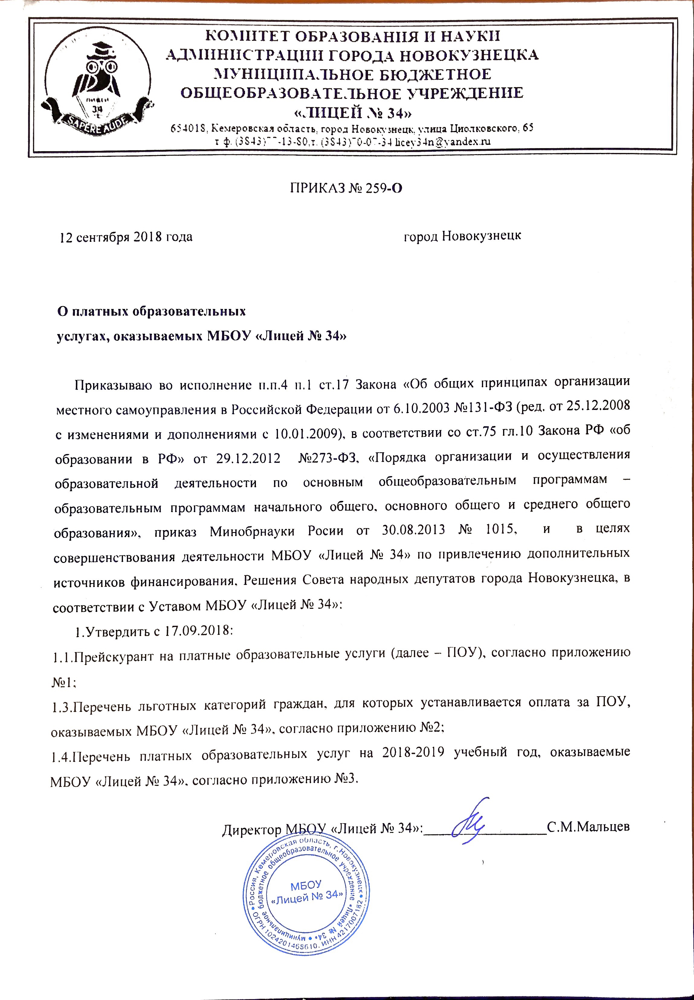 КОМИТЕТ ОБРАЗОВАНИЯ И НАУКИ
АДМИНИСТРАЦИИ ГОРОДА НОВОКУЗНЕЦКА
МУНИЦИПАЛЬНОЕ БЮДЖЕТНОЕ
ОБЩЕОБРАЗОВАТЕЛЬНОЕ УЧРЕЖДЕНИЕ
«ЛИЦЕЙ № 34»
654018, Кемеровская область, город Новокузнецк, улица Циолковского, 65
т ф. licey34n@yandex.ru
лицей
34
SAPERE AUDE
ПРИКАЗ № 259-О
12 сентября 2018 года город Новокузнецк
О платных образовательных
услугах, оказываемых МБОУ «Лицей № 34»
Приказываю во исполнение п.п.4 п.1 ст.17 Закона «Об общих принципах организации
местного самоуправления в Российской Федерации от 6.10.2003 №131-ФЗ (ред. от 25.12.2008
с изменениями и дополнениями с 10.01.2009), в соответствии со ст.75 гл.10 Закона РФ «об
образовании в РФ» от 29.12.2012 №273-ФЗ, «Порядка организации и осуществления
образовательной деятельности по основным общеобразовательным программам –
образовательным программам начального общего, основного общего и среднего общего
образования», приказ Минобрнауки Росии от 30.08.2013 № 1015, и в целях
совершенствования деятельности МБОУ «Лицей № 34» по привлечению дополнительных
источников финансирования, Решения Совета народных депутатов города Новокузнецка, в
соответствии с Уставом МБОУ «Лицей № 34»:
1.Утвердить с 17.09.2018:
1.1.Прейскурант на платные образовательные услуги (далее – ПОУ), согласно приложению
№1;
1.3.Перечень льготных категорий граждан, для которых устанавливается оплата за ПОУ,
оказываемых МБОУ «Лицей № 34», согласно приложению №2;
1.4.Перечень платных образовательных услуг на 2018-2019 учебный год, оказываемые
МБОУ «Лицей № 34», согласно приложению №3.
Директор МБОУ «Лицей № 34»:_________________С.М.Мальцев
Россия, Кемеровская область, г.Новокузнецк
ОГРН 1024201468610. ИНН 4217007182
муниципальное бюджетное общеобразовательное учреждение «Лицей № 34»
МБОУ
«Лицей № 34»